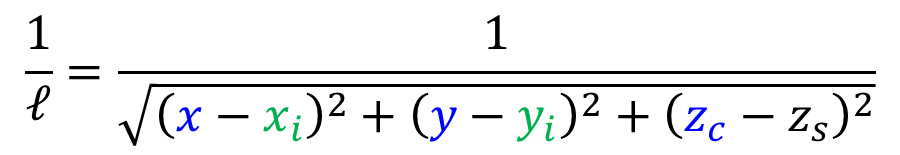 1/ℓ = 1/√((x − x_i)² + (y − y_i)² + (z_c − z_s)²)